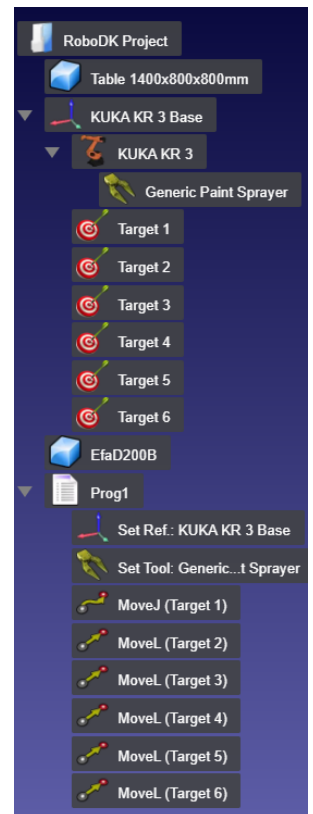 RoboDK Project
Table 1400x800x800mm
KUKA KR 3 Base
KUKA KR 3
Generic Paint Sprayer
Target 1
Target 2
Target 3
Target 4
Target 5
Target 6
EfaD200B
Prog1
Set Ref.: KUKA KR 3 Base
Set Tool: Generic...t Sprayer
MoveJ (Target 1)
MoveL (Target 2)
MoveL (Target 3)
MoveL (Target 4)
MoveL (Target 5)
MoveL (Target 6)